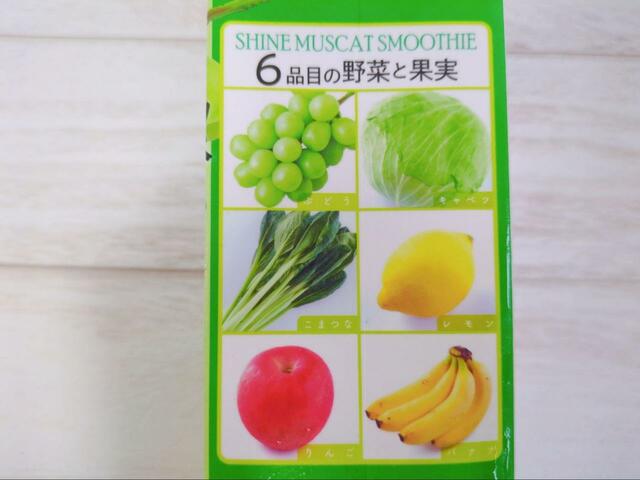 SHINE MUSCAT SMOOTHIE
6品目の野菜と果実
ぶどう
キャベツ
こまつな
レモン
りんご
バナナ